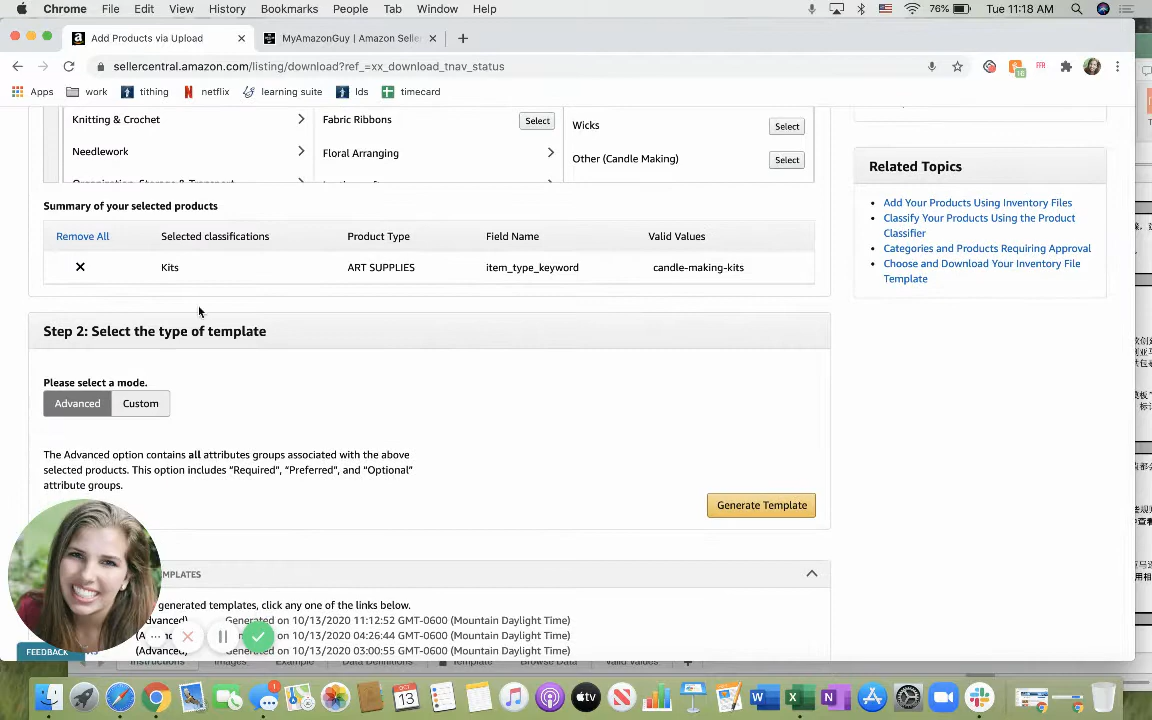 Chrome File Edit View History Bookmarks People Tab Window Help 76% Tue 11:18 AM
Add Products via Upload MyAmazonGuy | Amazon Selle
sellercentral.amazon.com/listing/download?ref_=xx_download_tnav_status
Apps work tithing netflix learning suite lds timecard
Knitting & Crochet Fabric Ribbons Select Wicks Select
Needlework Floral Arranging Other (Candle Making) Select
Summary of your selected products
Remove All Selected classifications Product Type Field Name Valid Values
Kits ART SUPPLIES item_type_keyword candle-making-kits
Step 2: Select the type of template
Please select a mode.
Advanced Custom
The Advanced option contains all attributes groups associated with the above
selected products. This option includes "Required", "Preferred", and "Optional"
attribute groups.
Generate Template
MPLATES
generated templates, click any one of the links below.
dvanced) Generated on 10/13/2020 11:12:52 GMT-0600 (Mountain Daylight Time)
Generated on 10/13/2020 04:26:44 GMT-0600 (Mountain Daylight Time)
Generated on 10/13/2020 03:00:55 GMT-0600 (Mountain Daylight Time)
Related Topics
Add Your Products Using Inventory Files
Classify Your Products Using the Product
Classifier
Categories and Products Requiring Approval
Choose and Download Your Inventory File
Template
FEEDBACK
Instructions Images Example Data Definitions Template Browse Data Valid Values